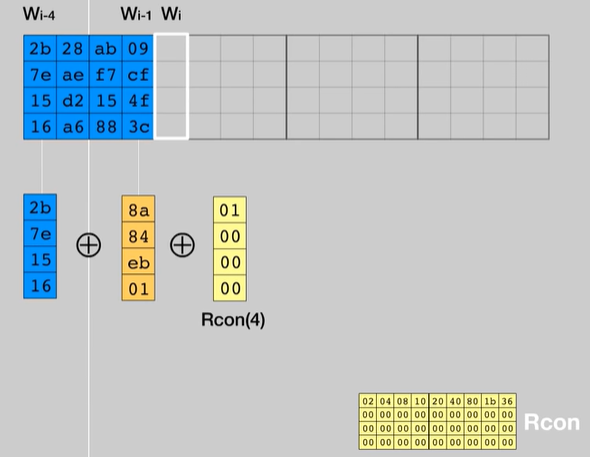 Wi-4 Wi-1 Wi
2b 28 ab 09
7e ae f7 cf
15 d2 15 4f
16 a6 88 3c
2b 8a 01
7e 84 00
15 eb 00
16 01 00
Rcon(4)
02 04 08 10 20 40 80 1b 36
00 00 00 00 00 00 00 00 00
00 00 00 00 00 00 00 00 00
00 00 00 00 00 00 00 00 00
Rcon